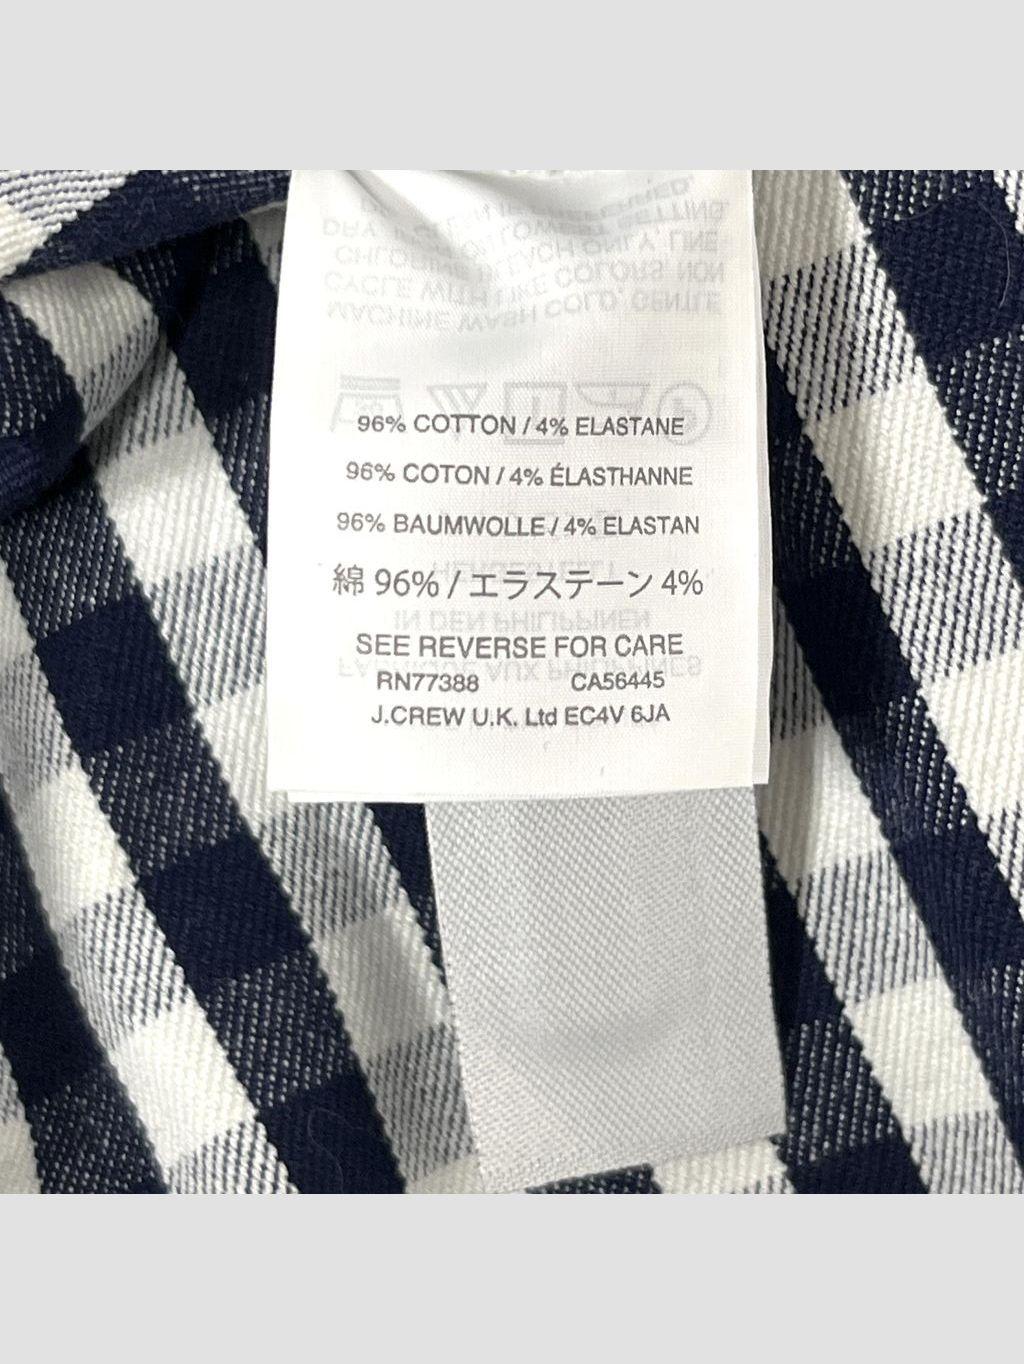 96% COTTON / 4% ELASTANE
96% COTON / 4% ÉLASTHANNE
96% BAUMWOLLE / 4% ELASTAN
綿 96% / エラステーン 4%
SEE REVERSE FOR CARE
RN77388 CA56445
J.CREW U.K. Ltd EC4V 6JA